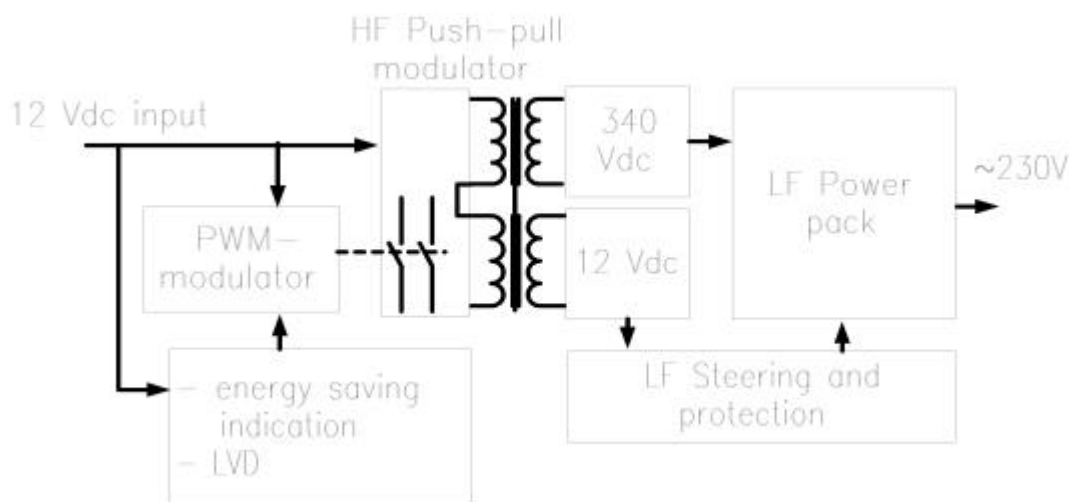 HF Push-pull
modulator
12 Vdc input
340
Vdc
LF Power
pack
~230V
PWM-
modulator
12 Vdc
- energy saving
indication
- LVD
LF Steering and
protection